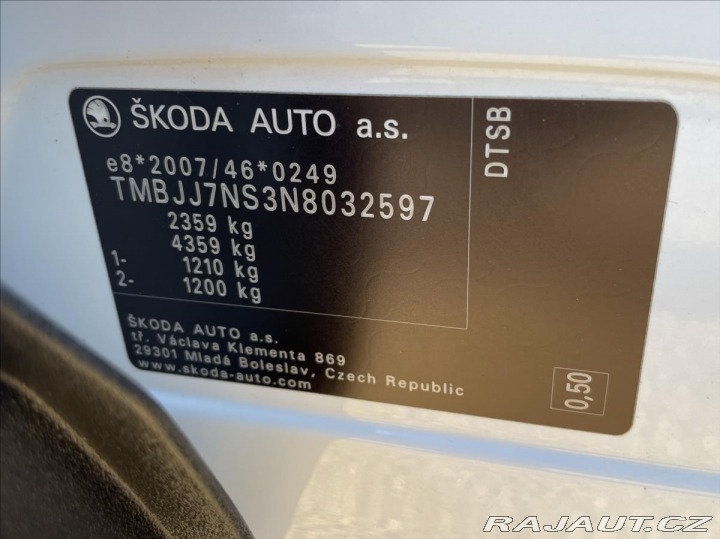 ŠKODA AUTO a.s.
DTSB
e8*2007/46*0249
TMBJJ7NS3N8032597
2359 kg
4359 kg
1- 1210 kg
2- 1200 kg
ŠKODA AUTO a.s.
tř. Václava Klementa 869
29301 Mladá Boleslav, Czech Republic
www.skoda-auto.com
0,50
RAJAUT.CZ